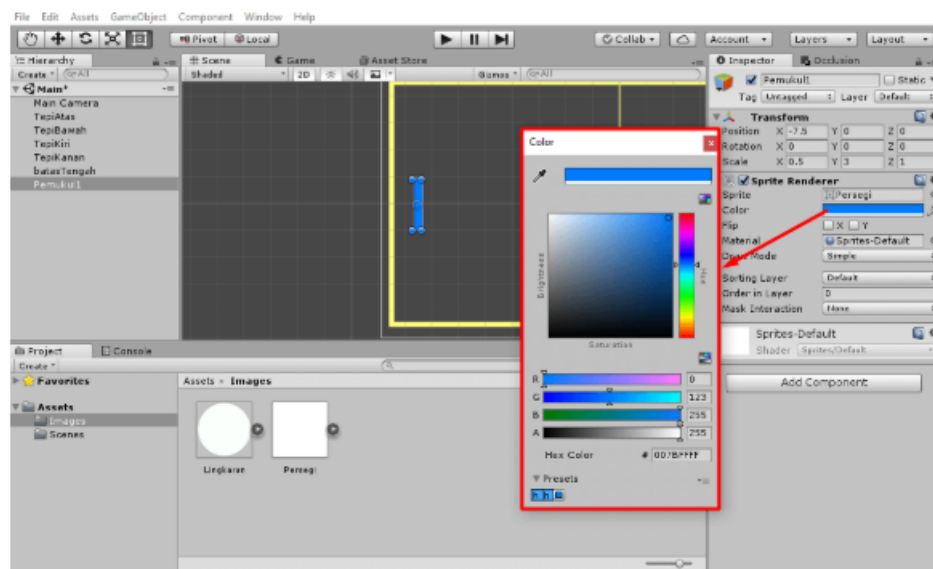 File Edit Assets GameObject Component Window Help
Pivot Local Collab Account Layers Layout
Hierarchy
Create All
Main*
Main Camera
TepiAtas
TepiBawah
TepiKiri
TepiKanan
batasTengah
Pemukul1
Scene Game Asset Store
Shaded 2D Gizmos All
Inspector Occlusion
Pemukul1 Static
Tag Untagged Layer Default
Transform
Position X -7.5 Y 0 Z 0
Rotation X 0 Y 0 Z 0
Scale X 0.5 Y 3 Z 1
Sprite Renderer
Sprite Persegi
Color
Flip X Y
Material Sprites-Default
Draw Mode Simple
Sorting Layer Default
Order in Layer 0
Mask Interaction None
Sprites-Default
Shader Sprites/Default
Add Component
Color
Brightness
Hue
Saturation
R 0
G 123
B 255
A 255
Hex Color # 007BFFFF
Presets
Project Console
Create
Favorites
Assets
Images
Scenes
Assets Images
Lingkaran Persegi